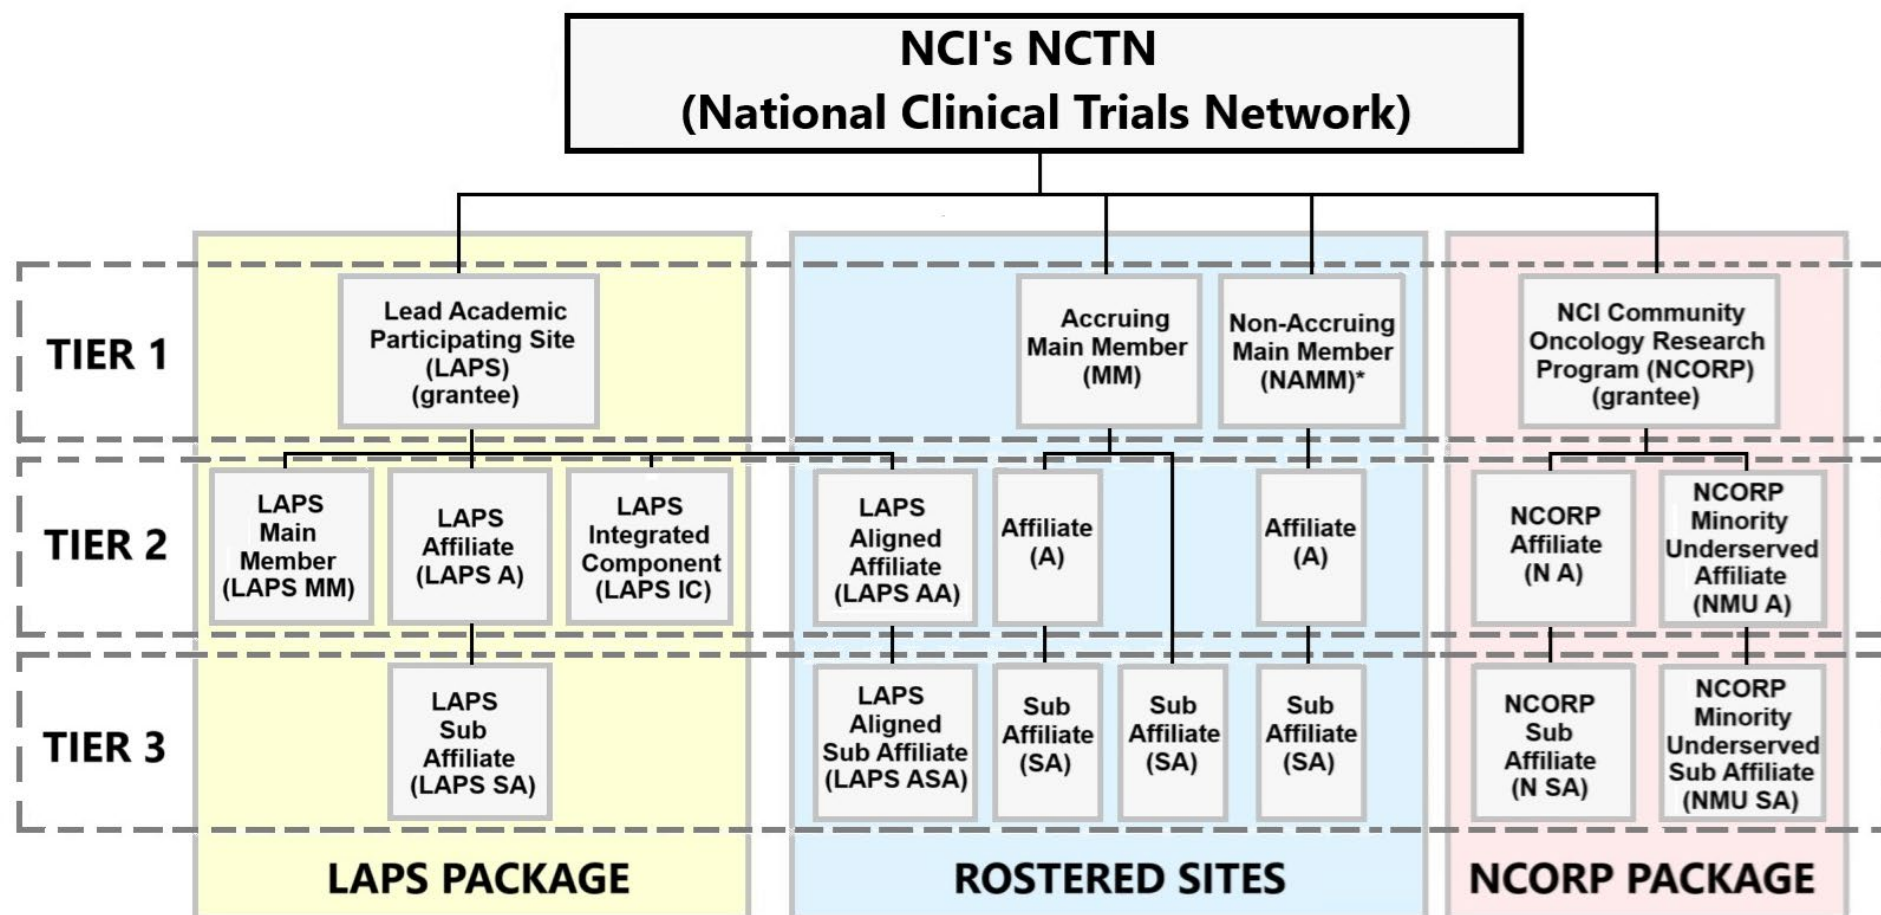 NCI's NCTN
(National Clinical Trials Network)
TIER 1
Lead Academic
Participating Site
(LAPS)
(grantee)
Accruing
Main Member
(MM)
Non-Accruing
Main Member
(NAMM)*
NCI Community
Oncology Research
Program (NCORP)
(grantee)
TIER 2
LAPS
Main
Member
(LAPS MM)
LAPS
Affiliate
(LAPS A)
LAPS
Integrated
Component
(LAPS IC)
LAPS
Aligned
Affiliate
(LAPS AA)
Affiliate
(A)
Affiliate
(A)
NCORP
Affiliate
(N A)
NCORP
Minority
Underserved
Affiliate
(NMU A)
TIER 3
LAPS
Sub
Affiliate
(LAPS SA)
LAPS
Aligned
Sub Affiliate
(LAPS ASA)
Sub
Affiliate
(SA)
Sub
Affiliate
(SA)
Sub
Affiliate
(SA)
NCORP
Sub
Affiliate
(N SA)
NCORP
Minority
Underserved
Sub Affiliate
(NMU SA)
LAPS PACKAGE
ROSTERED SITES
NCORP PACKAGE